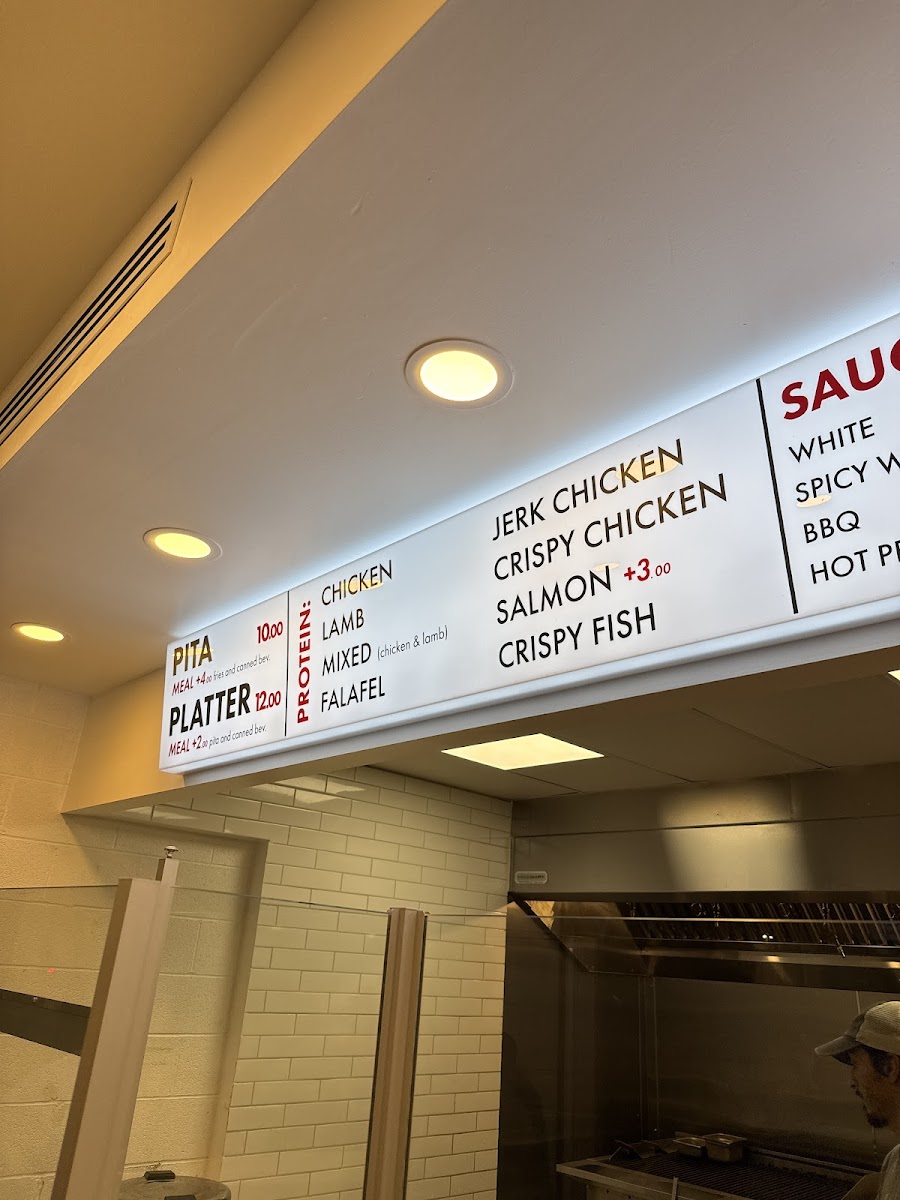 PITA 10.00
MEAL +4.00 fries and canned bev.
PLATTER 12.00
MEAL +2.00 pita and canned bev.
PROTEIN:
CHICKEN
LAMB
MIXED (chicken & lamb)
FALAFEL
JERK CHICKEN
CRISPY CHICKEN
SALMON +3.00
CRISPY FISH
WHITE
SPICY
BBQ
HOT